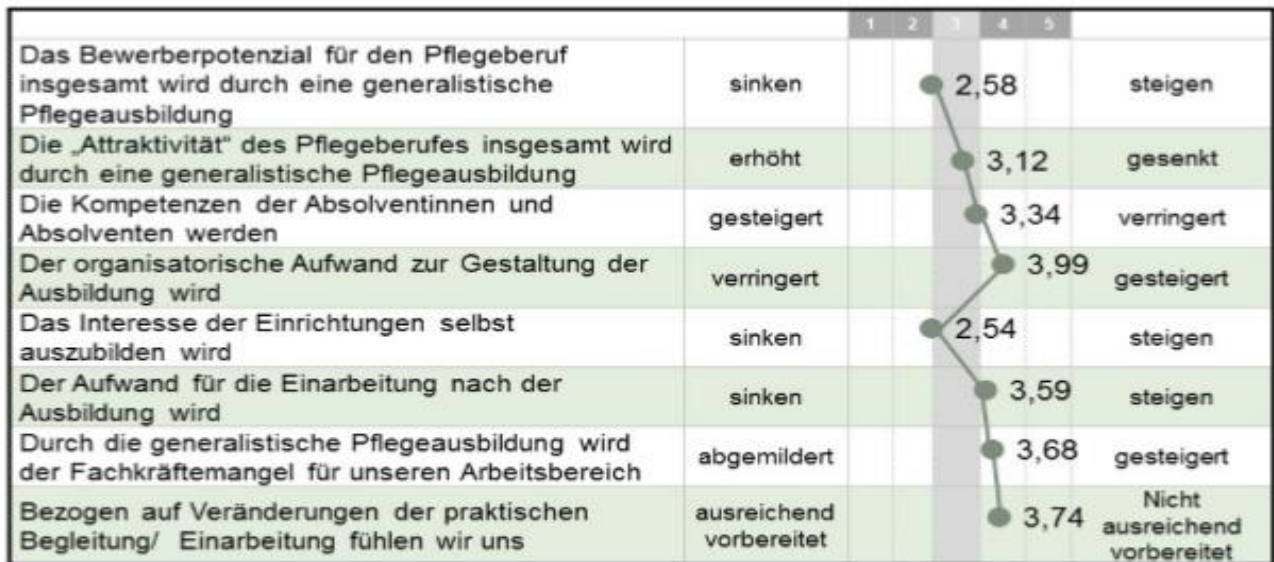 1 2 3 4 5
Das Bewerberpotenzial für den Pflegeberuf
insgesamt wird durch eine generalistische
Pflegeausbildung
sinken
2,58
steigen
Die „Attraktivität“ des Pflegeberufes insgesamt wird
durch eine generalistische Pflegeausbildung
erhöht
3,12
gesenkt
Die Kompetenzen der Absolventinnen und
Absolventen werden
gesteigert
3,34
verringert
Der organisatorische Aufwand zur Gestaltung der
Ausbildung wird
verringert
3,99
gesteigert
Das Interesse der Einrichtungen selbst
auszubilden wird
sinken
2,54
steigen
Der Aufwand für die Einarbeitung nach der
Ausbildung wird
sinken
3,59
steigen
Durch die generalistische Pflegeausbildung wird
der Fachkräftemangel für unseren Arbeitsbereich
abgemildert
3,68
gesteigert
Bezogen auf Veränderungen der praktischen
Begleitung/ Einarbeitung fühlen wir uns
ausreichend
vorbereitet
3,74
Nicht
ausreichend
vorbereitet